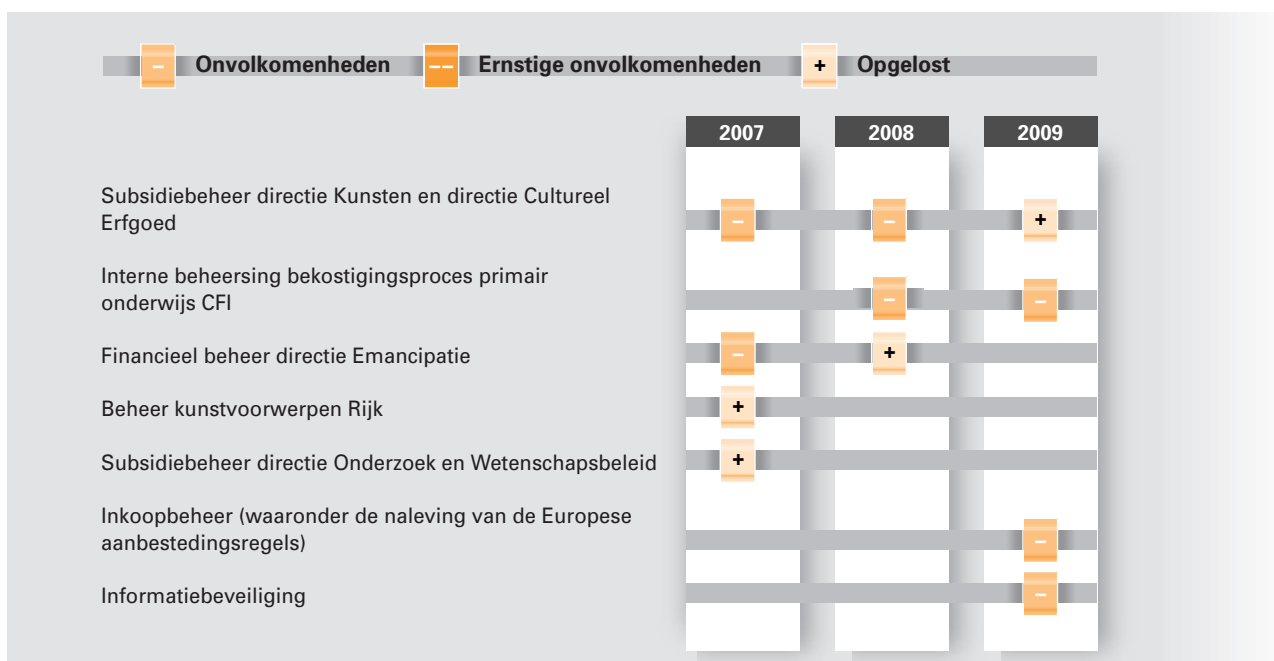 – Onvolkomenheden –– Ernstige onvolkomenheden + Opgelost
2007 2008 2009
Subsidiebeheer directie Kunsten en directie Cultureel
Erfgoed
– – +
Interne beheersing bekostigingsproces primair
onderwijs CFI
– –
Financieel beheer directie Emancipatie – +
Beheer kunstvoorwerpen Rijk +
Subsidiebeheer directie Onderzoek en Wetenschapsbeleid +
Inkoopbeheer (waaronder de naleving van de Europese
aanbestedingsregels) –
Informatiebeveiliging –